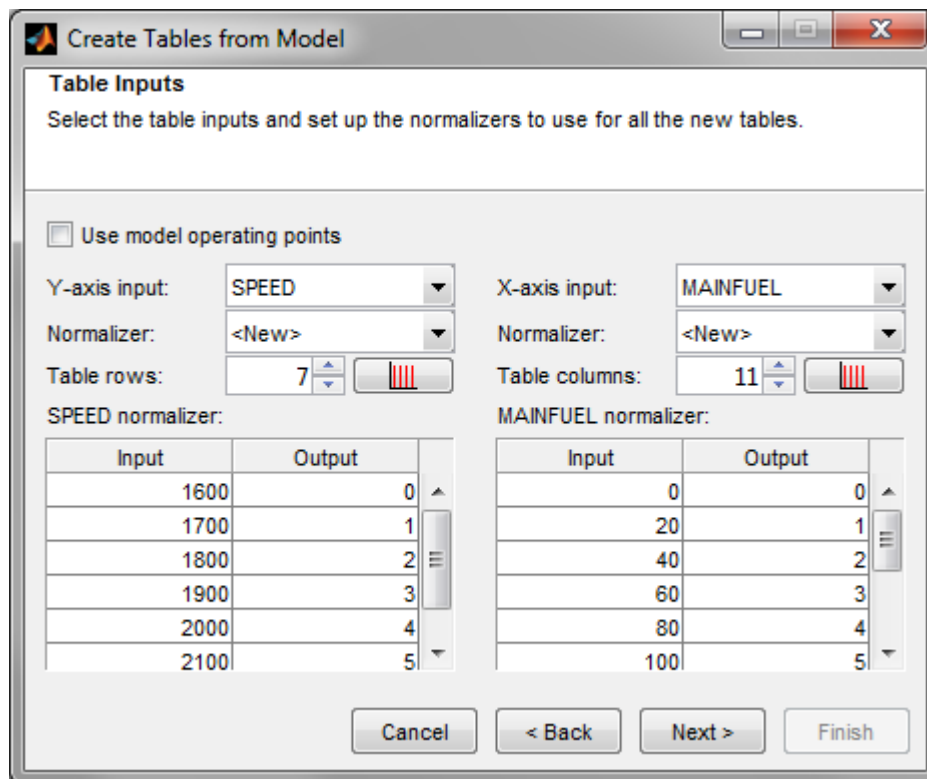 Create Tables from Model
Table Inputs
Select the table inputs and set up the normalizers to use for all the new tables.
Use model operating points
Y-axis input: SPEED X-axis input: MAINFUEL
Normalizer: <New> Normalizer: <New>
Table rows: 7 Table columns: 11
SPEED normalizer: MAINFUEL normalizer:
Input Output Input Output
1600 0 0 0
1700 1 20 1
1800 2 40 2
1900 3 60 3
2000 4 80 4
2100 5 100 5
Cancel < Back Next > Finish